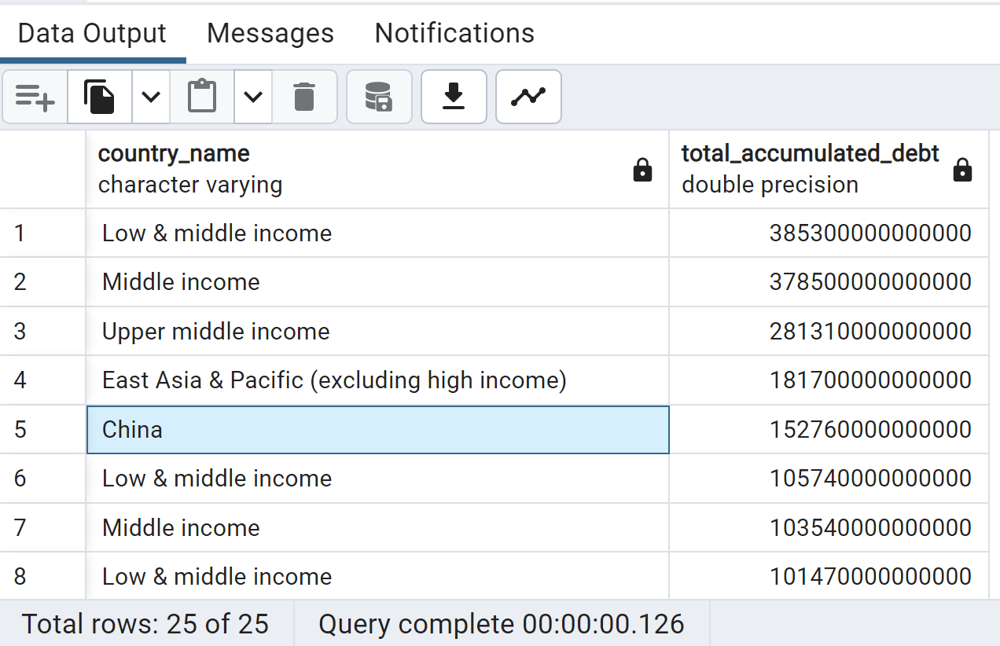 Data Output Messages Notifications
country_name total_accumulated_debt
character varying double precision
1 Low & middle income 385300000000000
2 Middle income 378500000000000
3 Upper middle income 281310000000000
4 East Asia & Pacific (excluding high income) 181700000000000
5 China 152760000000000
6 Low & middle income 105740000000000
7 Middle income 103540000000000
8 Low & middle income 101470000000000
Total rows: 25 of 25 Query complete 00:00:00.126